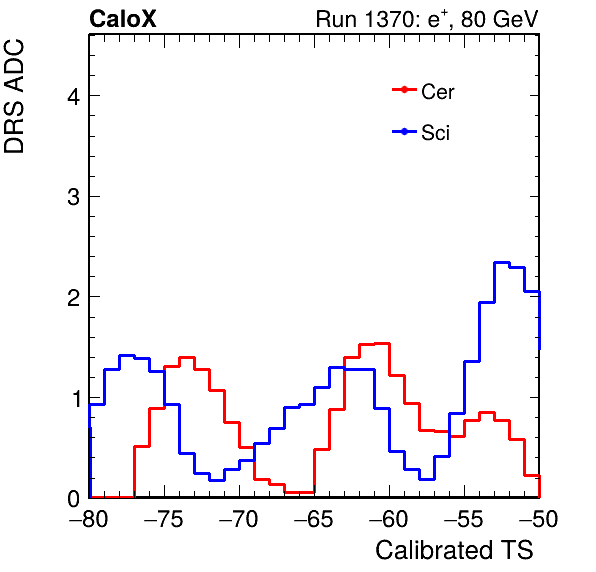 CaloX Run 1370: e⁺, 80 GeV
DRS ADC
Cer
Sci
4
3
2
1
0
−80 −75 −70 −65 −60 −55 −50
Calibrated TS